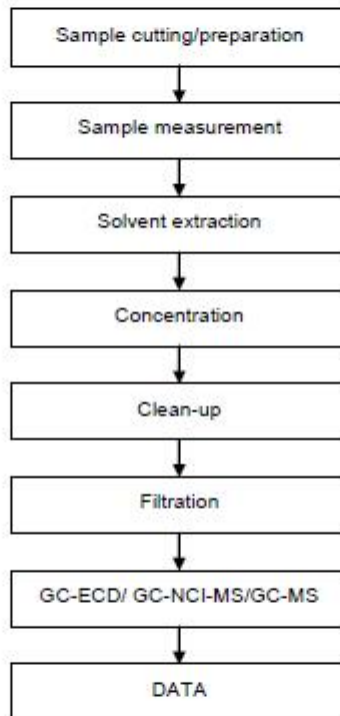 Sample cutting/preparation
Sample measurement
Solvent extraction
Concentration
Clean-up
Filtration
GC-ECD/ GC-NCI-MS/GC-MS
DATA